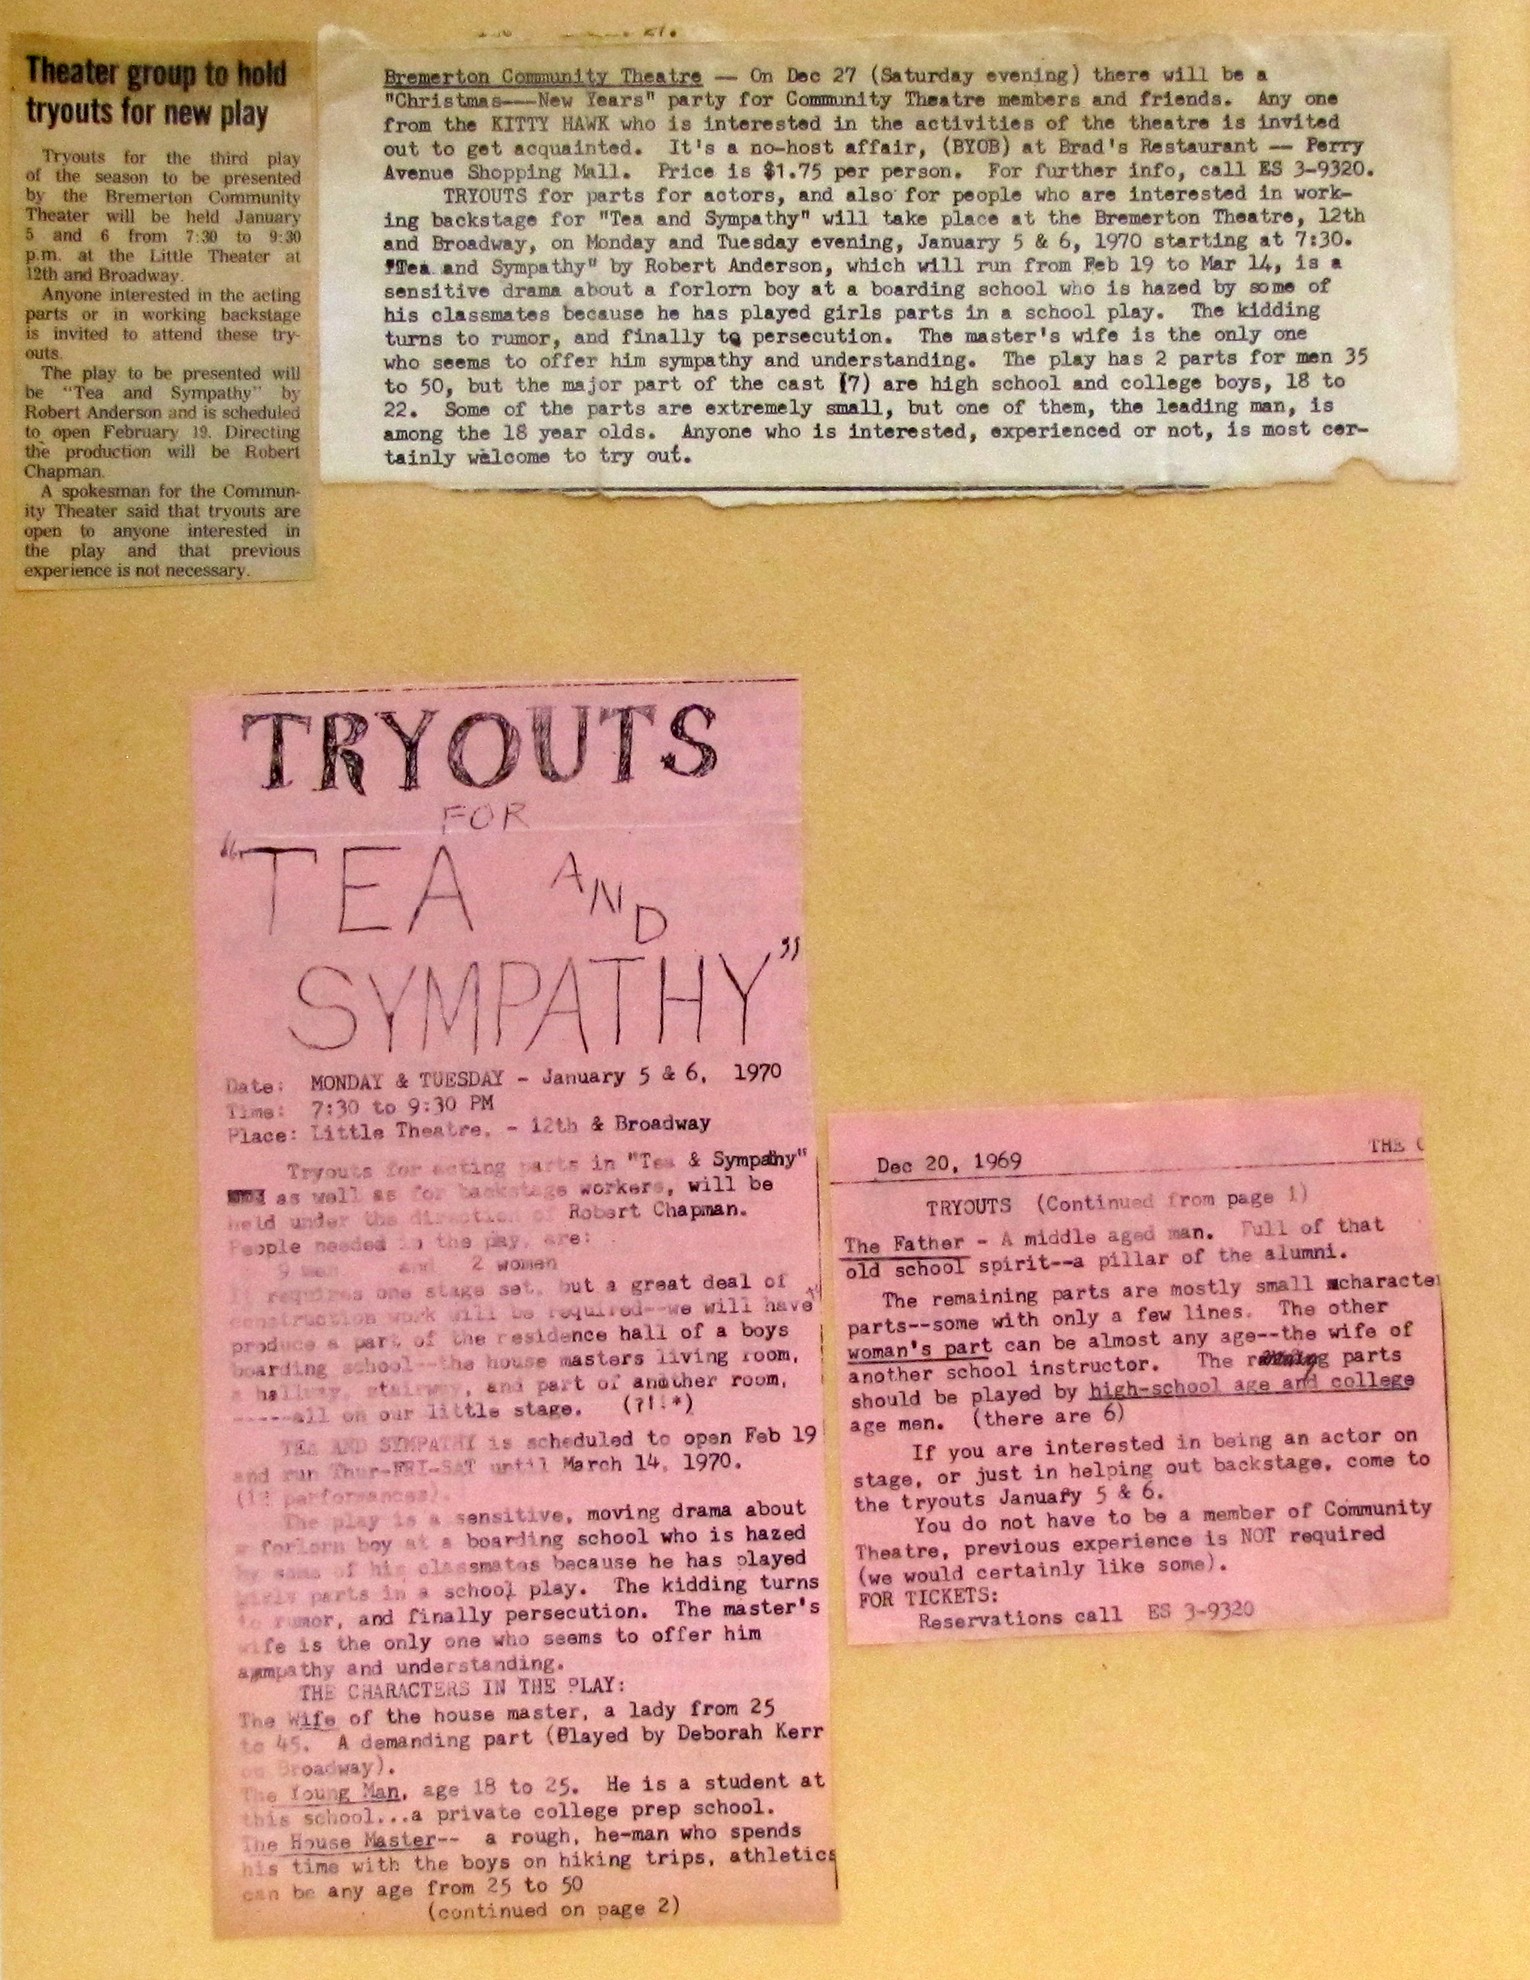 Theater group to hold
tryouts for new play
Tryouts for the third play
of the season to be presented
by the Bremerton Community
Theater will be held January
5 and 6 from 7:30 to 9:30
p.m. at the Little Theater at
12th and Broadway.
Anyone interested in the acting
parts or in working backstage
is invited to attend these try-
outs.
The play to be presented will
be “Tea and Sympathy” by
Robert Anderson and is scheduled
to open February 19. Directing
the production will be Robert
Chapman.
A spokesman for the Commun-
ity Theater said that tryouts are
open to anyone interested in
the play and that previous
experience is not necessary.
Bremerton Community Theatre — On Dec 27 (Saturday evening) there will be a
"Christmas---New Years" party for Community Theatre members and friends. Any one
from the KITTY HAWK who is interested in the activities of the theatre is invited
out to get acquainted. It's a no-host affair, (BYOB) at Brad's Restaurant -- Perry
Avenue Shopping Mall. Price is $1.75 per person. For further info, call ES 3-9320.
TRYOUTS for parts for actors, and also for people who are interested in work-
ing backstage for "Tea and Sympathy" will take place at the Bremerton Theatre, 12th
and Broadway, on Monday and Tuesday evening, January 5 & 6, 1970 starting at 7:30.
"Tea and Sympathy" by Robert Anderson, which will run from Feb 19 to Mar 14, is a
sensitive drama about a forlorn boy at a boarding school who is hazed by some of
his classmates because he has played girls parts in a school play. The kidding
turns to rumor, and finally to persecution. The master's wife is the only one
who seems to offer him sympathy and understanding. The play has 2 parts for men 35
to 50, but the major part of the cast (7) are high school and college boys, 18 to
22. Some of the parts are extremely small, but one of them, the leading man, is
among the 18 year olds. Anyone who is interested, experienced or not, is most cer-
tainly welcome to try out.
TRYOUTS
FOR
"TEA AND
SYMPATHY"
Date: MONDAY & TUESDAY - January 5 & 6, 1970
Time: 7:30 to 9:30 PM
Place: Little Theatre, - 12th & Broadway
Tryouts for acting parts in "Tea & Sympathy"
as well as for backstage workers, will be
held under the direction of Robert Chapman.
People needed in the pay, are:
9 men and 2 women
It requires one stage set, but a great deal of
construction work will be required--we will have to
produce a part of the residence hall of a boys
boarding school--the house masters living room,
a hallway, stairway, and part of another room,
-----all on our little stage. (?!!*)
TEA AND SYMPATHY is scheduled to open Feb 19
and run Thur-FRI-SAT until March 14, 1970.
performances).
The play is a sensitive, moving drama about
a forlorn boy at a boarding school who is hazed
by some of his classmates because he has played
girls parts in a school play. The kidding turns
to rumor, and finally persecution. The master's
wife is the only one who seems to offer him
aympathy and understanding.
THE CHARACTERS IN THE PLAY:
The Wife of the house master, a lady from 25
to 45. A demanding part (Played by Deborah Kerr
on Broadway).
The Young Man, age 18 to 25. He is a student at
this school...a private college prep school.
The House Master-- a rough, he-man who spends
his time with the boys on hiking trips, athletics
can be any age from 25 to 50
(continued on page 2)
Dec 20, 1969 THE
TRYOUTS (Continued from page 1)
The Father - A middle aged man. Full of that
old school spirit--a pillar of the alumni.
The remaining parts are mostly small character
parts--some with only a few lines. The other
woman's part can be almost any age--the wife of
another school instructor. The parts
should be played by high-school age and college
age men. (there are 6)
If you are interested in being an actor on
stage, or just in helping out backstage, come to
the tryouts January 5 & 6.
You do not have to be a member of Community
Theatre, previous experience is NOT required
(we would certainly like some).
FOR TICKETS:
Reservations call ES 3-9320